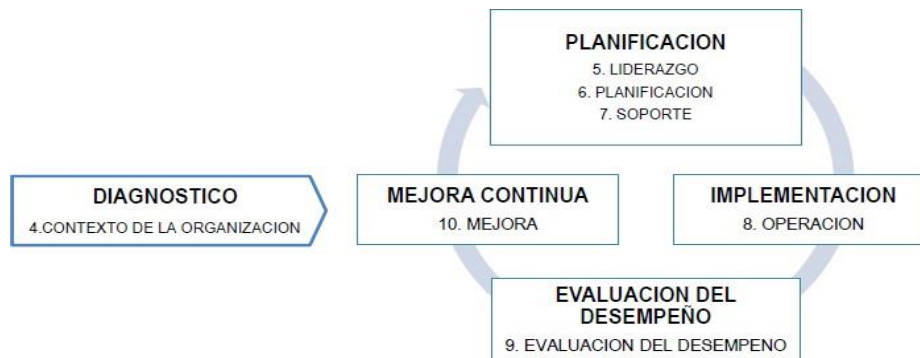 PLANIFICACION
5. LIDERAZGO
6. PLANIFICACION
7. SOPORTE
DIAGNOSTICO
4.CONTEXTO DE LA ORGANIZACION
MEJORA CONTINUA
10. MEJORA
IMPLEMENTACION
8. OPERACION
EVALUACION DEL
DESEMPEÑO
9. EVALUACION DEL DESEMPENO